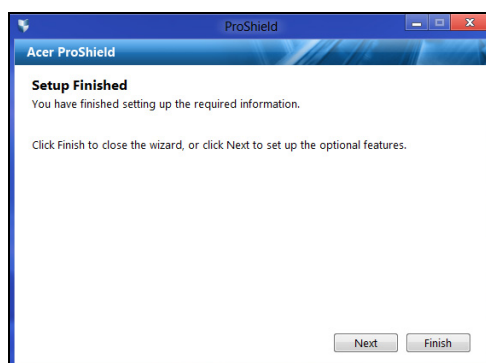 ProShield
Acer ProShield
Setup Finished
You have finished setting up the required information.
Click Finish to close the wizard, or click Next to set up the optional features.
Next Finish